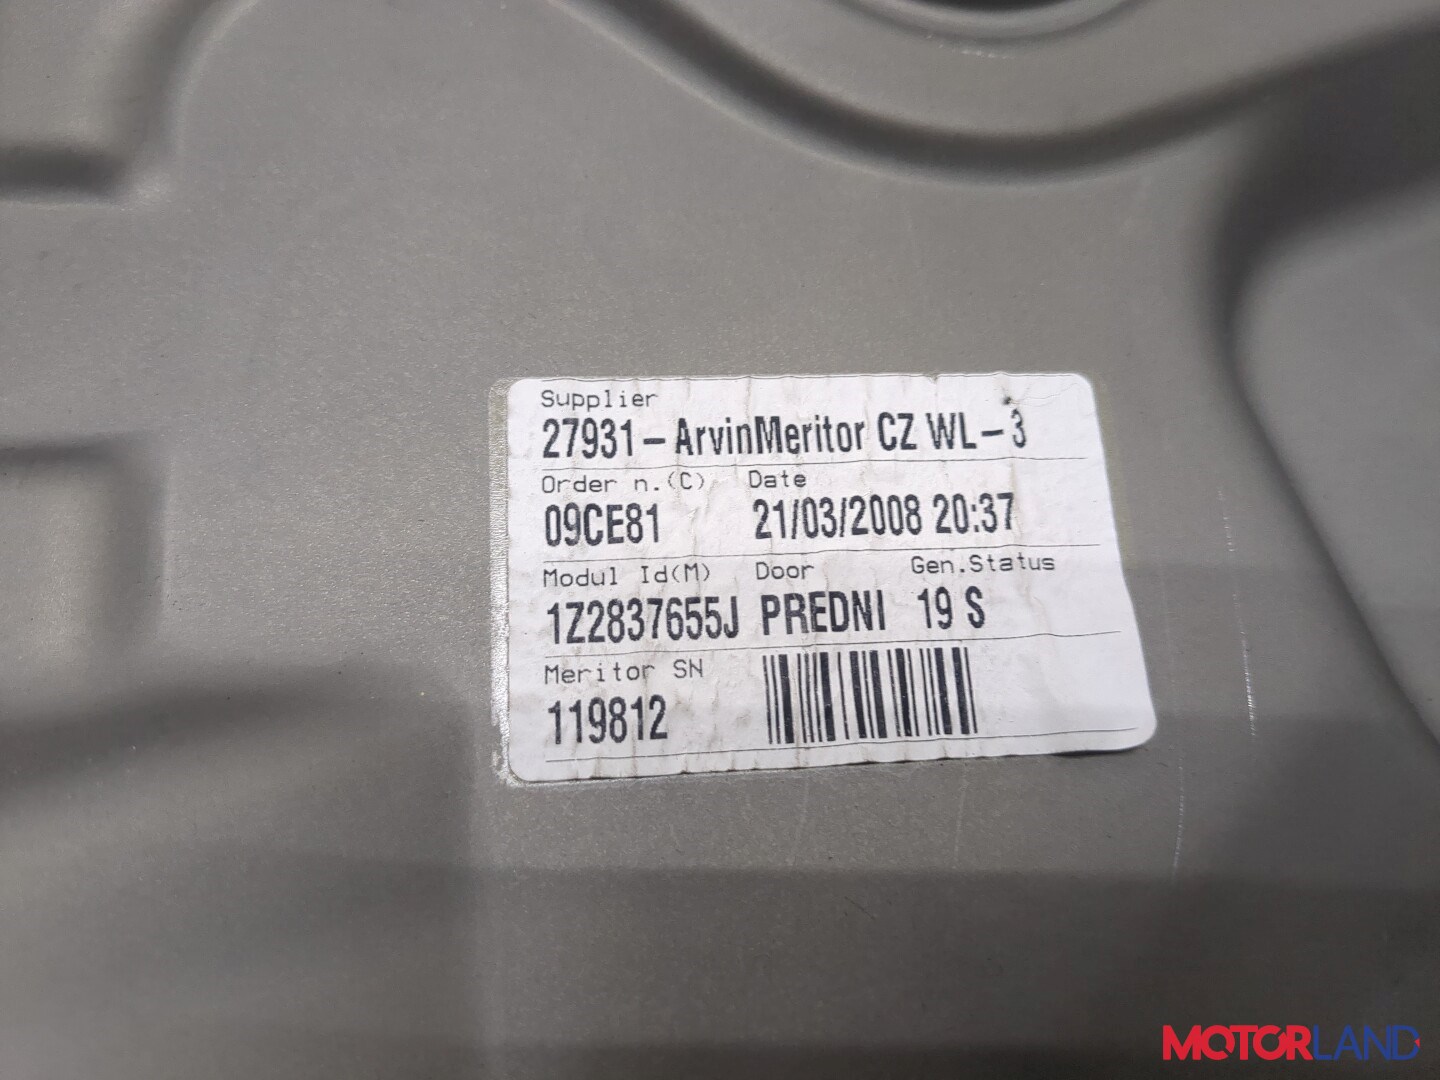 Supplier
27931 - ArvinMeritor CZ WL - 3
Order n.(C) Date
09CE81 21/03/2008 20:37
Modul Id(M) Door Gen.Status
1Z2837655J PREDNI 19 S
Meritor SN
119812
MOTORLAND